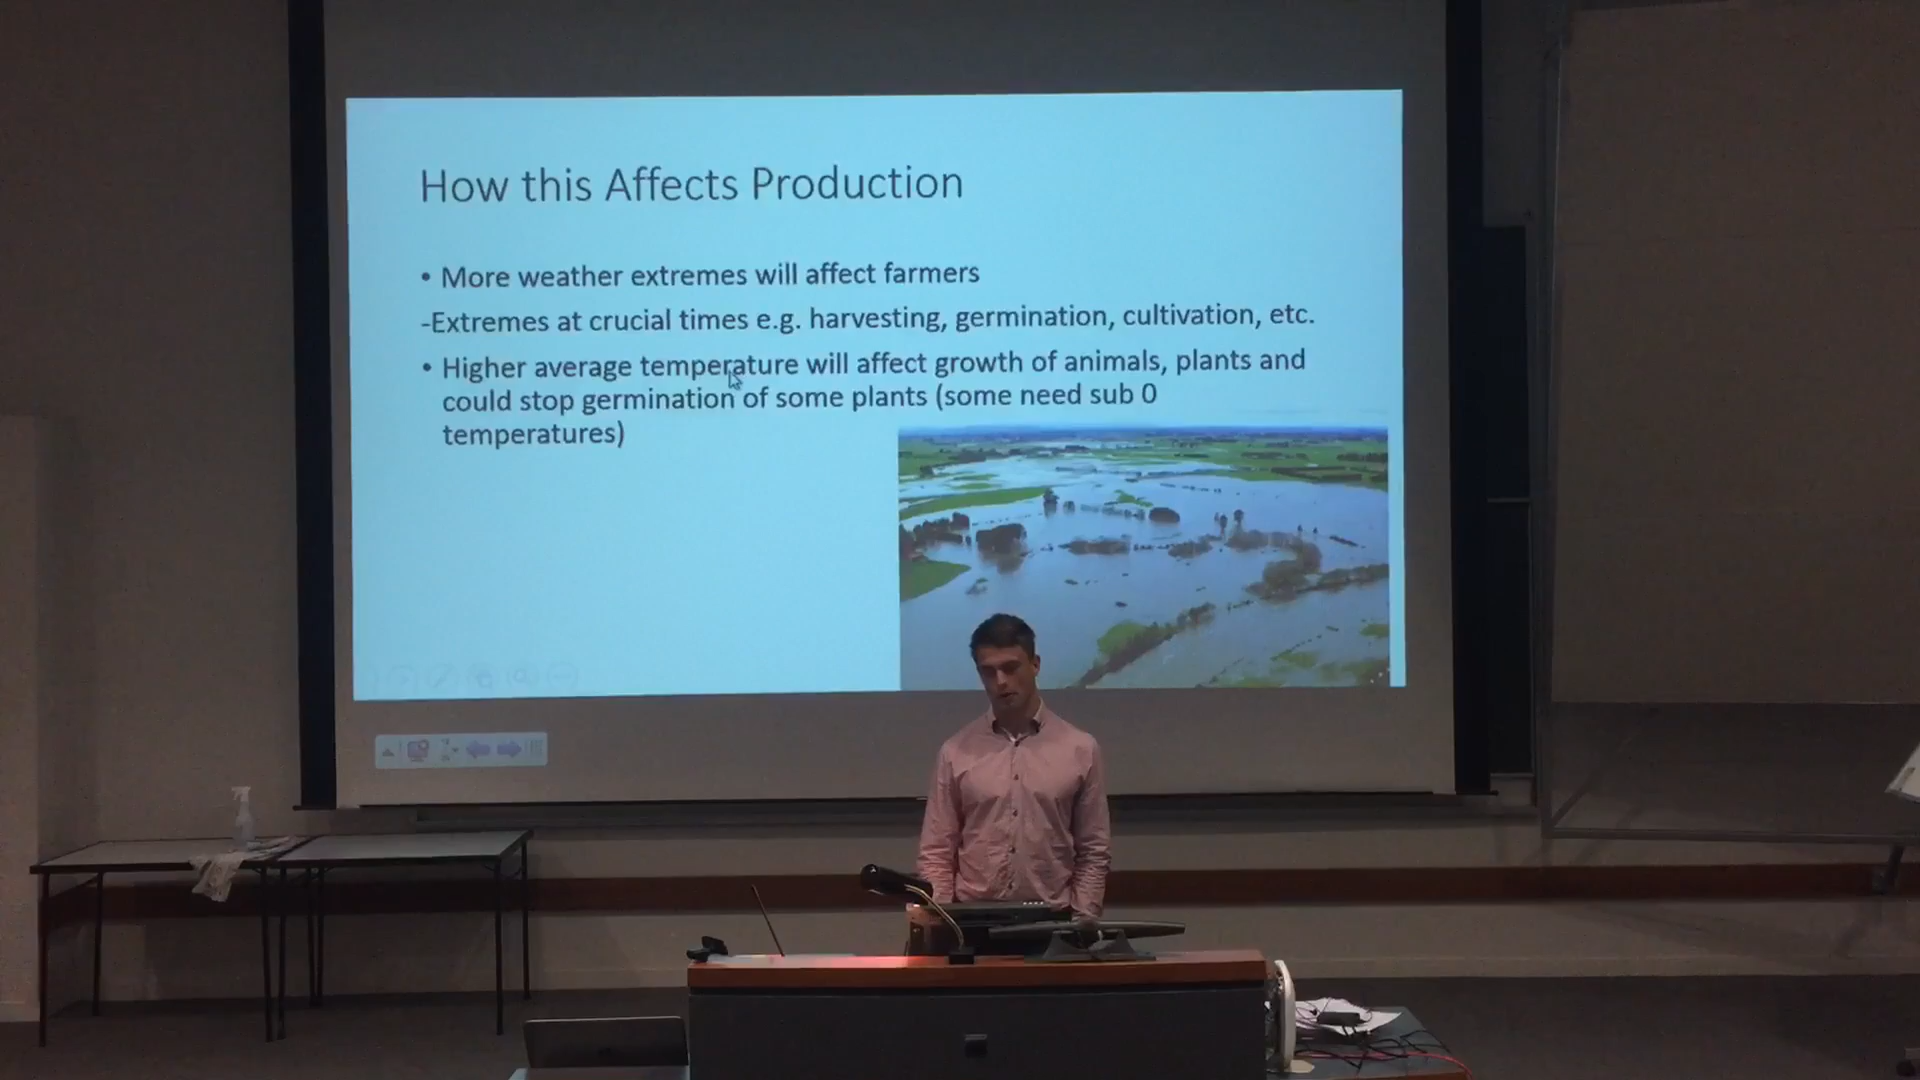 How this Affects Production
• More weather extremes will affect farmers
-Extremes at crucial times e.g. harvesting, germination, cultivation, etc.
• Higher average temperature will affect growth of animals, plants and
could stop germination of some plants (some need sub 0
temperatures)